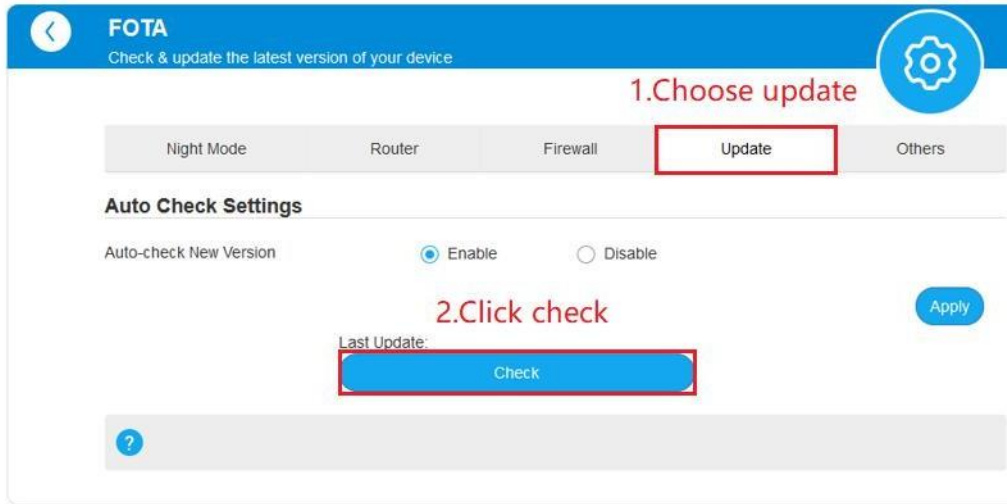 FOTA
Check & update the latest version of your device
1.Choose update
Night Mode Router Firewall Update Others
Auto Check Settings
Auto-check New Version Enable Disable
2.Click check
Apply
Last Update:
Check
?